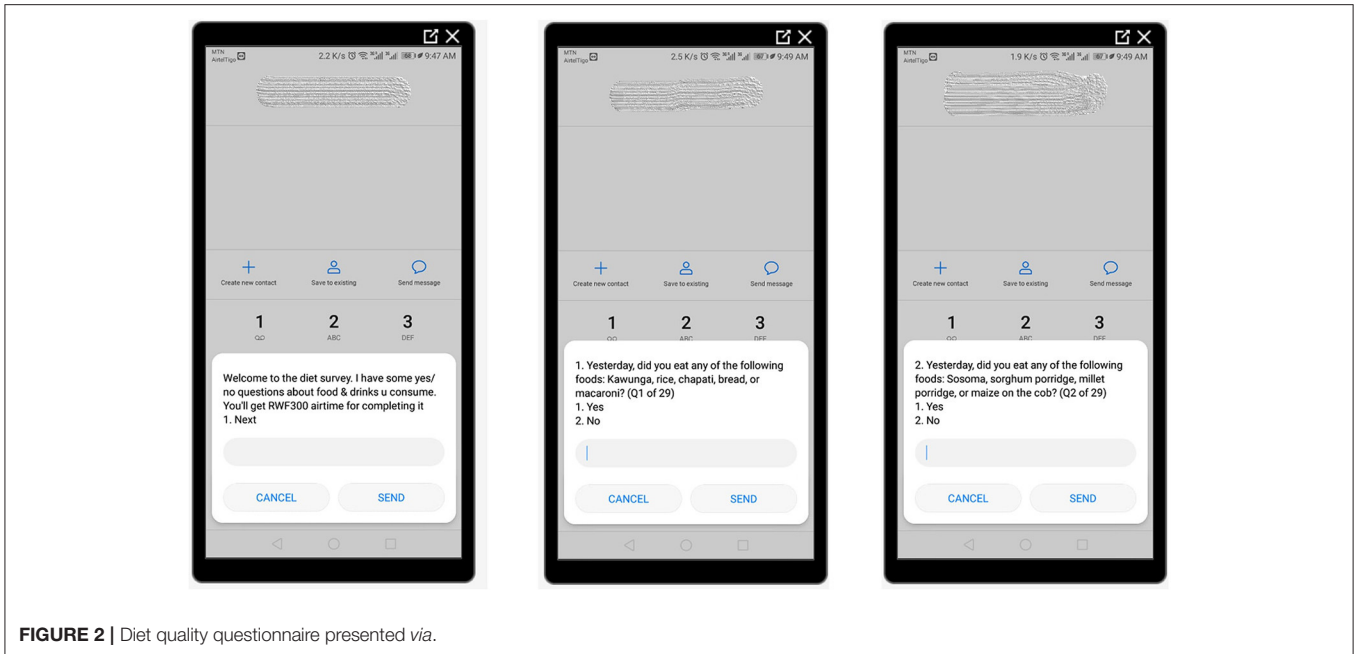 MTN
AirtelTigo
2.2 K/s 9:47 AM
Create new contact Save to existing Send message
1 2 3
ABC DEF
Welcome to the diet survey. I have some yes/
no questions about food & drinks u consume.
You'll get RWF300 airtime for completing it
1. Next
CANCEL SEND
MTN
AirtelTigo
2.5 K/s 67 9:49 AM
Create new contact Save to existing Send message
1 2 3
ABC DEF
1. Yesterday, did you eat any of the following
foods: Kawunga, rice, chapati, bread, or
macaroni? (Q1 of 29)
1. Yes
2. No
CANCEL SEND
MTN
AirtelTigo
1.9 K/s 67 9:49 AM
Create new contact Save to existing Send message
1 2 3
ABC DEF
2. Yesterday, did you eat any of the following
foods: Sosoma, sorghum porridge, millet
porridge, or maize on the cob? (Q2 of 29)
1. Yes
2. No
CANCEL SEND
FIGURE 2 | Diet quality questionnaire presented via.